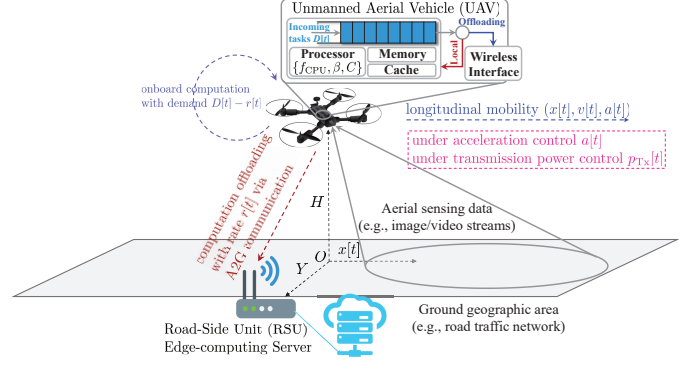 Unmanned Aerial Vehicle (UAV)
Incoming
tasks D[t]
Offloading
Local
Processor
{f_CPU, β, C}
Memory
Cache
Wireless
Interface
onboard computation
with demand D[t] − r[t]
longitudinal mobility (x[t], v[t], a[t])
under acceleration control a[t]
under transmission power control p_Tx[t]
computation offloading
with rate r[t] via
A2G communication
H
Aerial sensing data
(e.g., image/video streams)
O
x[t]
Y
Road-Side Unit (RSU)
Edge-computing Server
Ground geographic area
(e.g., road traffic network)